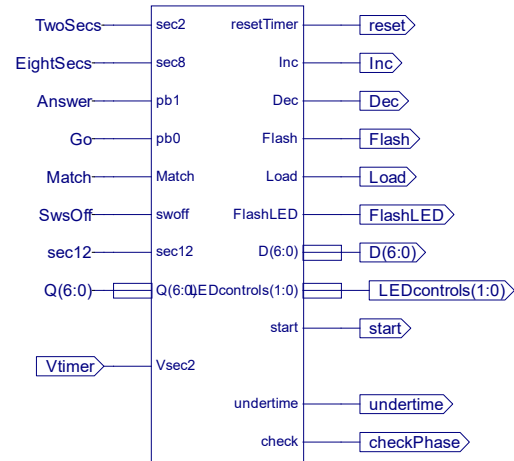 TwoSecs sec2 resetTimer reset
EightSecs sec8 Inc Inc
Answer pb1 Dec Dec
Go pb0 Flash Flash
Match Match Load Load
SwsOff swoff FlashLED FlashLED
sec12 sec12 D(6:0) D(6:0)
Q(6:0) Q(6:0) LEDcontrols(1:0) LEDcontrols(1:0)
start start
Vtimer Vsec2
undertime undertime
check checkPhase